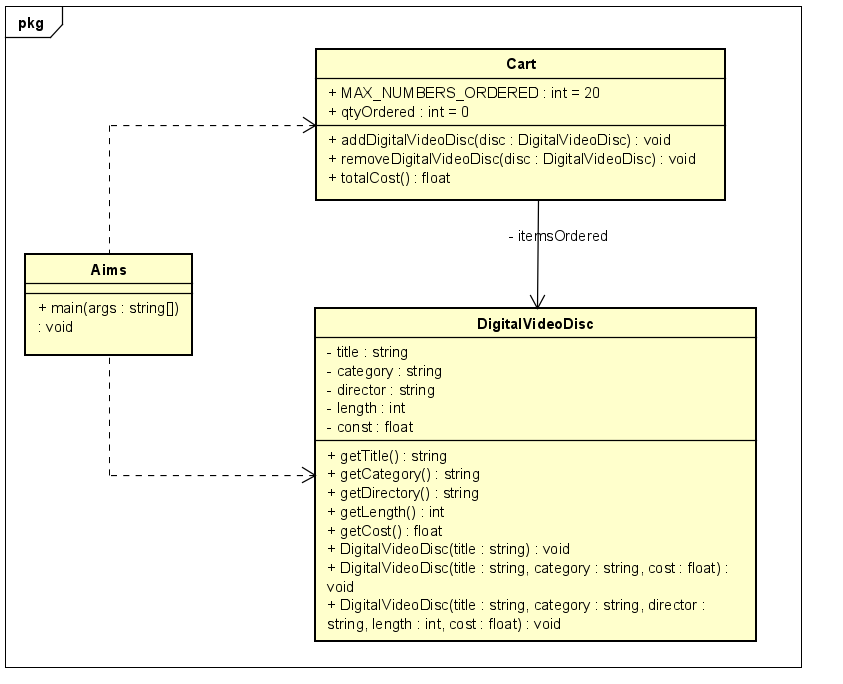 pkg
Cart
+ MAX_NUMBERS_ORDERED : int = 20
+ qtyOrdered : int = 0
+ addDigitalVideoDisc(disc : DigitalVideoDisc) : void
+ removeDigitalVideoDisc(disc : DigitalVideoDisc) : void
+ totalCost() : float
- itemsOrdered
Aims
+ main(args : string[])
: void
DigitalVideoDisc
- title : string
- category : string
- director : string
- length : int
- const : float
+ getTitle() : string
+ getCategory() : string
+ getDirectory() : string
+ getLength() : int
+ getCost() : float
+ DigitalVideoDisc(title : string) : void
+ DigitalVideoDisc(title : string, category : string, cost : float) :
void
+ DigitalVideoDisc(title : string, category : string, director :
string, length : int, cost : float) : void